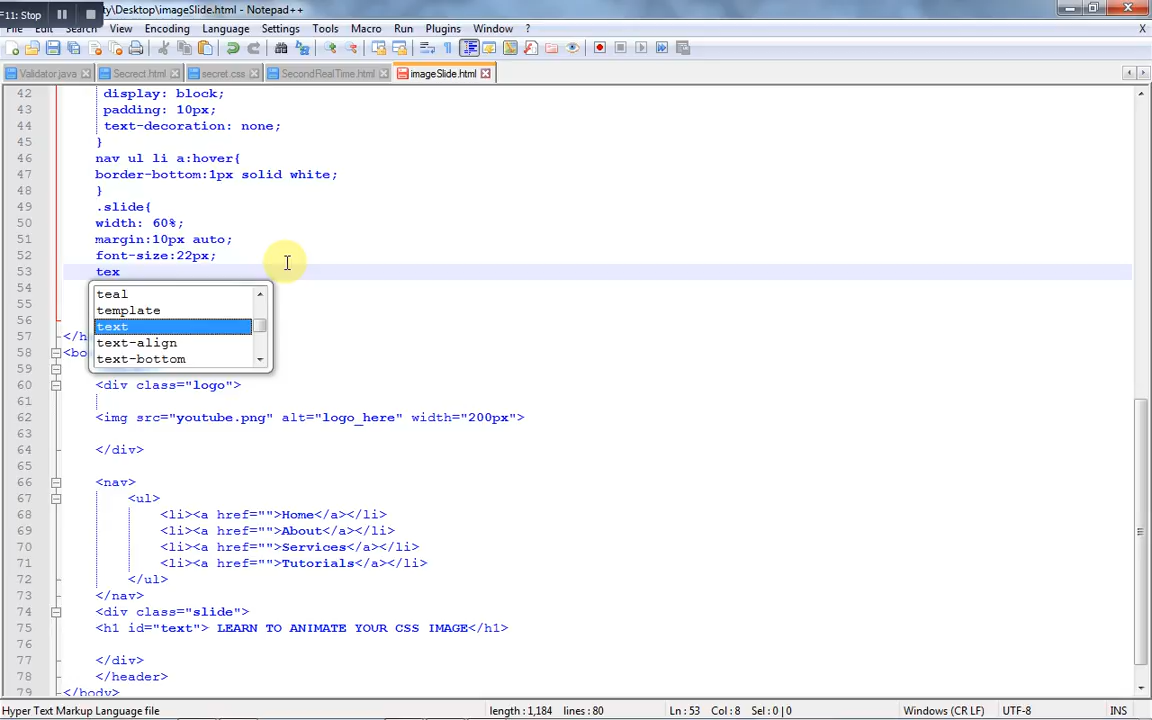 F11: Stop
ty\Desktop\imageSlide.html - Notepad++
File Edit Search View Encoding Language Settings Tools Macro Run Plugins Window ? X
Validator.java Secrect.html secret.css SecondRealTime.html imageSlide.html
42 display: block;
43 padding: 10px;
44 text-decoration: none;
45 }
46 nav ul li a:hover{
47 border-bottom:1px solid white;
48 }
49 .slide{
50 width: 60%;
51 margin:10px auto;
52 font-size:22px;
53 tex
54
teal
55
template
56
text
57 </h
text-align
58 <bo
text-bottom
59
60 <div class="logo">
61
62 <img src="youtube.png" alt="logo_here" width="200px">
63
64 </div>
65
66 <nav>
67 <ul>
68 <li><a href="">Home</a></li>
69 <li><a href="">About</a></li>
70 <li><a href="">Services</a></li>
71 <li><a href="">Tutorials</a></li>
72 </ul>
73 </nav>
74 <div class="slide">
75 <h1 id="text"> LEARN TO ANIMATE YOUR CSS IMAGE</h1>
76
77 </div>
78 </header>
79 </body>
Hyper Text Markup Language file length : 1,184 lines : 80 Ln : 53 Col : 8 Sel : 0 | 0 Windows (CR LF) UTF-8 INS